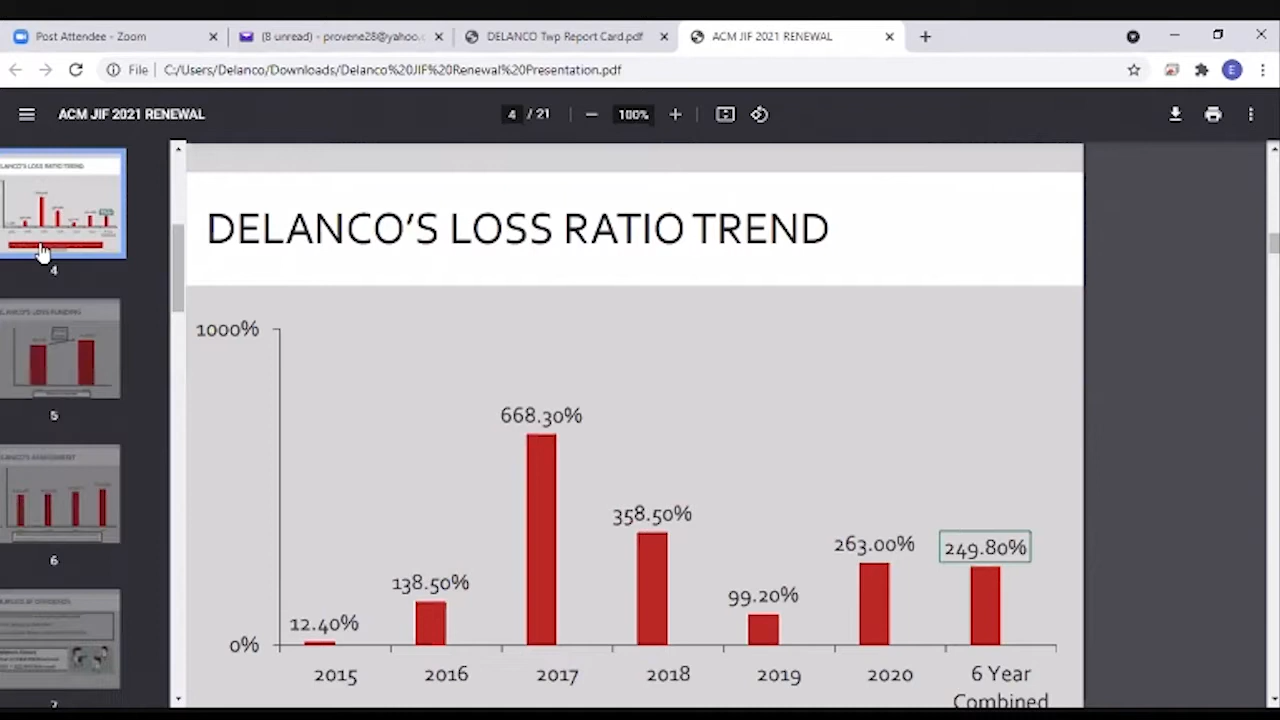 Post Attendee - Zoom
(8 unread) - provene28@yahoo.c
DELANCO Twp Report Card.pdf
ACM JIF 2021 RENEWAL
File
C:/Users/Delanco/Downloads/Delanco%20JIF%20Renewal%20Presentation.pdf
E
ACM JIF 2021 RENEWAL
4 / 21
100%
4
5
6
DELANCO'S LOSS RATIO TREND
1000%
668.30%
358.50%
263.00%
249.80%
138.50%
99.20%
12.40%
0%
2015
2016
2017
2018
2019
2020
6 Year
Combined